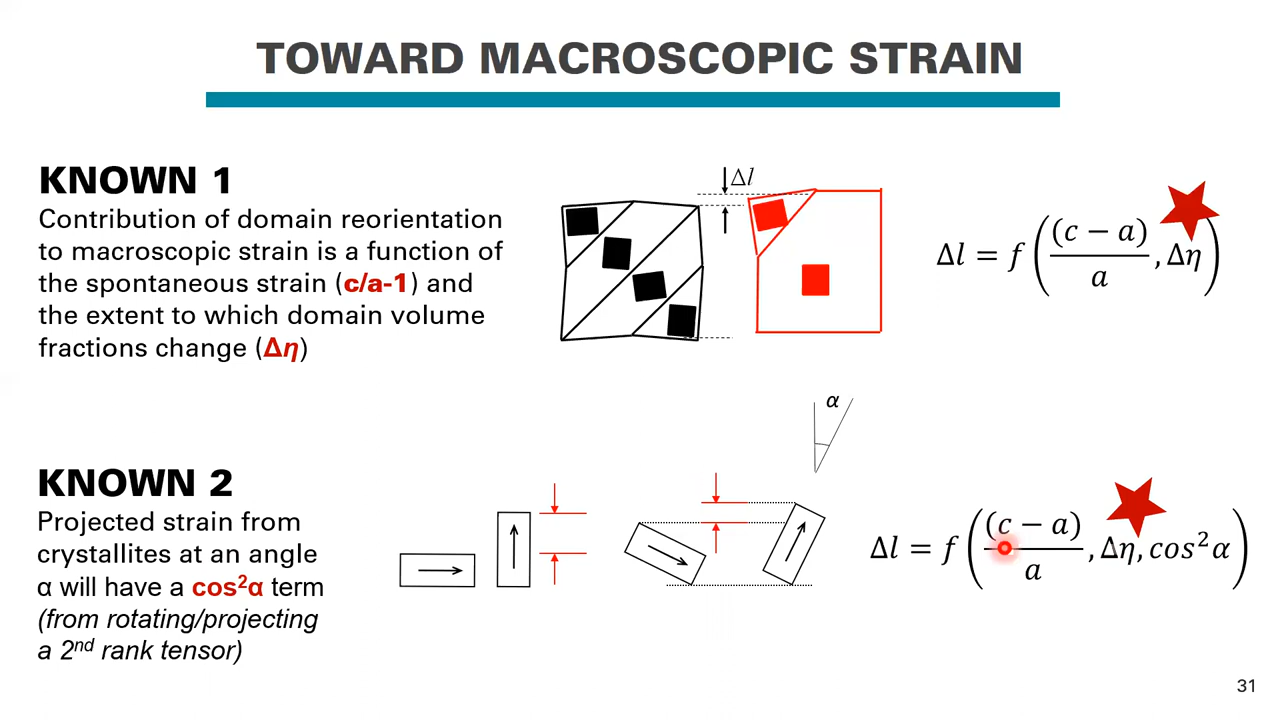 TOWARD MACROSCOPIC STRAIN
KNOWN 1
Contribution of domain reorientation
to macroscopic strain is a function of
the spontaneous strain (c/a-1) and
the extent to which domain volume
fractions change (Δη)
Δl
Δl = f((c − a)/a, Δη)
α
KNOWN 2
Projected strain from
crystallites at an angle
α will have a cos²α term
(from rotating/projecting
a 2nd rank tensor)
Δl = f((c − a)/a, Δη, cos²α)
31